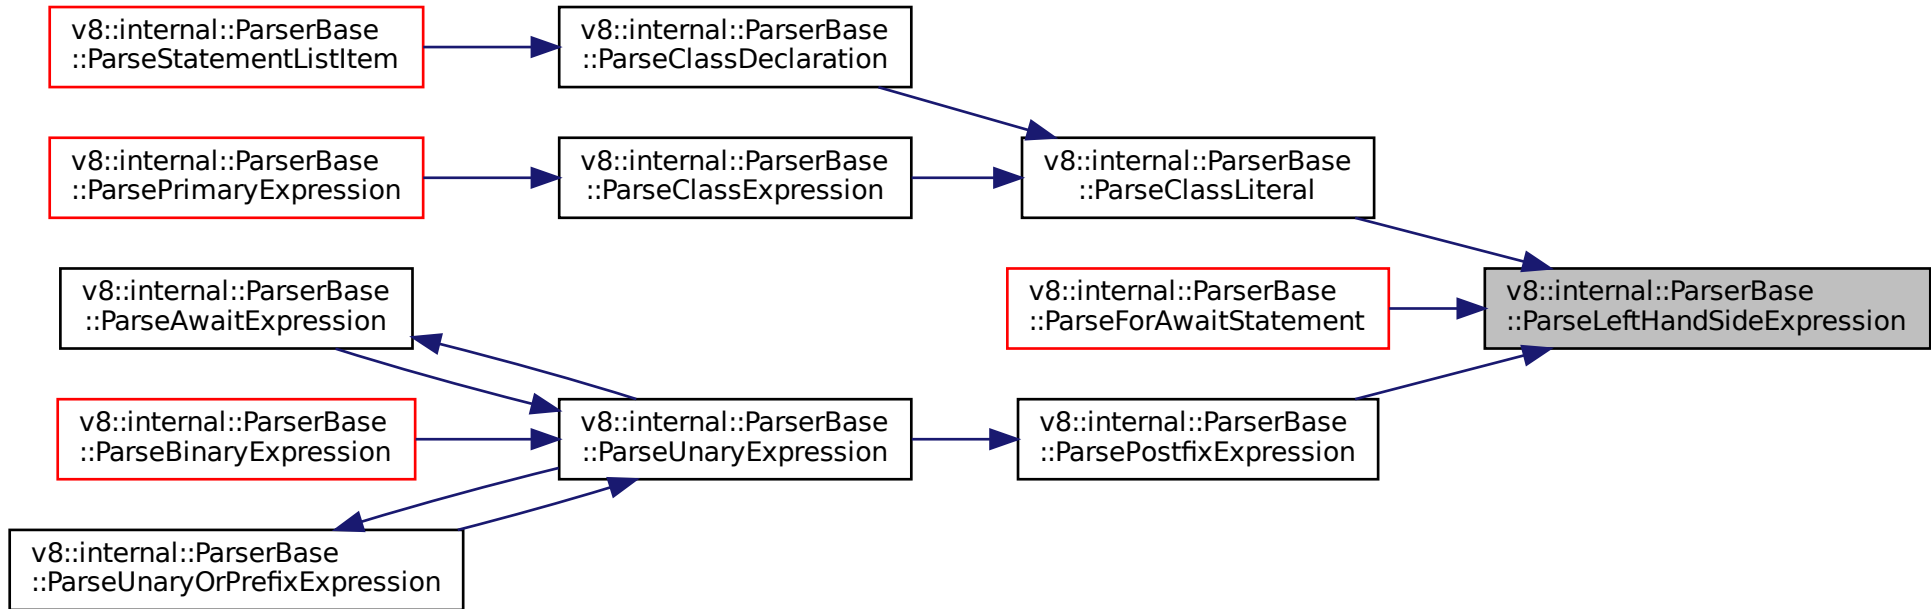 v8::internal::ParserBase
::ParseStatementListItem
v8::internal::ParserBase
::ParseClassDeclaration
v8::internal::ParserBase
::ParsePrimaryExpression
v8::internal::ParserBase
::ParseClassExpression
v8::internal::ParserBase
::ParseClassLiteral
v8::internal::ParserBase
::ParseAwaitExpression
v8::internal::ParserBase
::ParseForAwaitStatement
v8::internal::ParserBase
::ParseLeftHandSideExpression
v8::internal::ParserBase
::ParseBinaryExpression
v8::internal::ParserBase
::ParseUnaryExpression
v8::internal::ParserBase
::ParsePostfixExpression
v8::internal::ParserBase
::ParseUnaryOrPrefixExpression